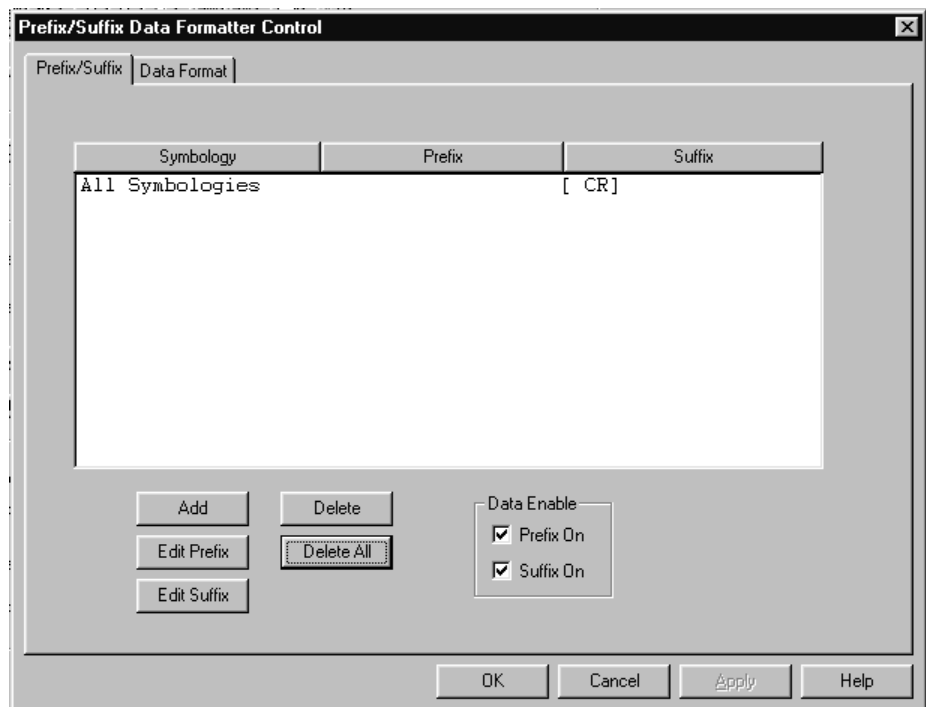 Prefix/Suffix Data Formatter Control
Prefix/Suffix Data Format
Symbology Prefix Suffix
All Symbologies [ CR]
Add Delete Data Enable
Edit Prefix Delete All Prefix On
Edit Suffix Suffix On
OK Cancel Apply Help